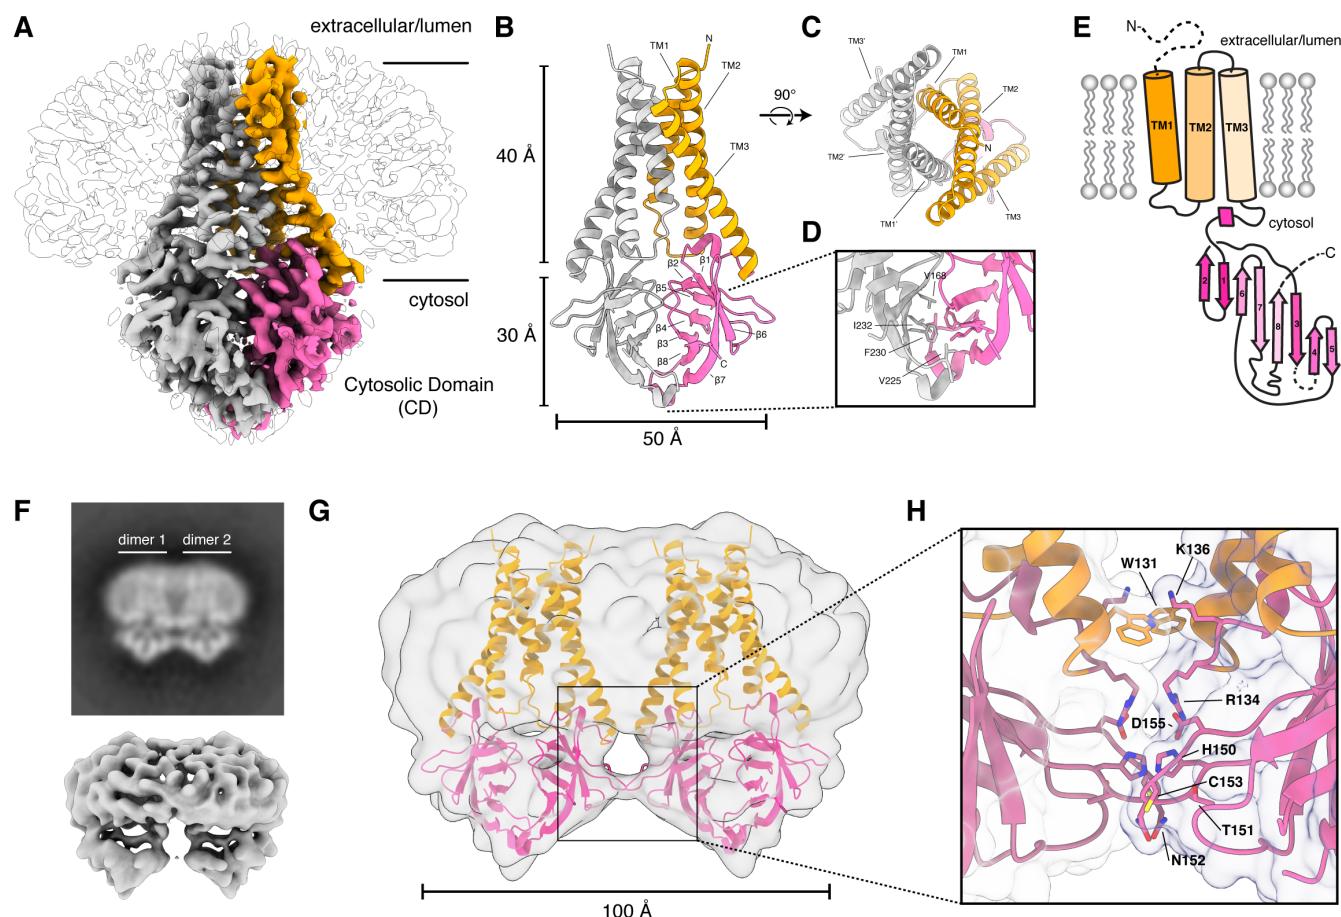 A
extracellular/lumen
cytosol
Cytosolic Domain
(CD)
B
TM1
N
TM2
TM3
40 Å
30 Å
50 Å
β2
β1
β5
β4
β3
β8
β6
C
β7
90°
C
TM3'
TM1
TM2
N
TM2'
TM1'
TM3
D
V168
I232
F230
V225
E
N-
extracellular/lumen
TM1
TM2
TM3
cytosol
-C
2
1
6
7
8
3
4
5
F
dimer 1
dimer 2
G
100 Å
H
W131
K136
R134
D155
H150
C153
T151
N152